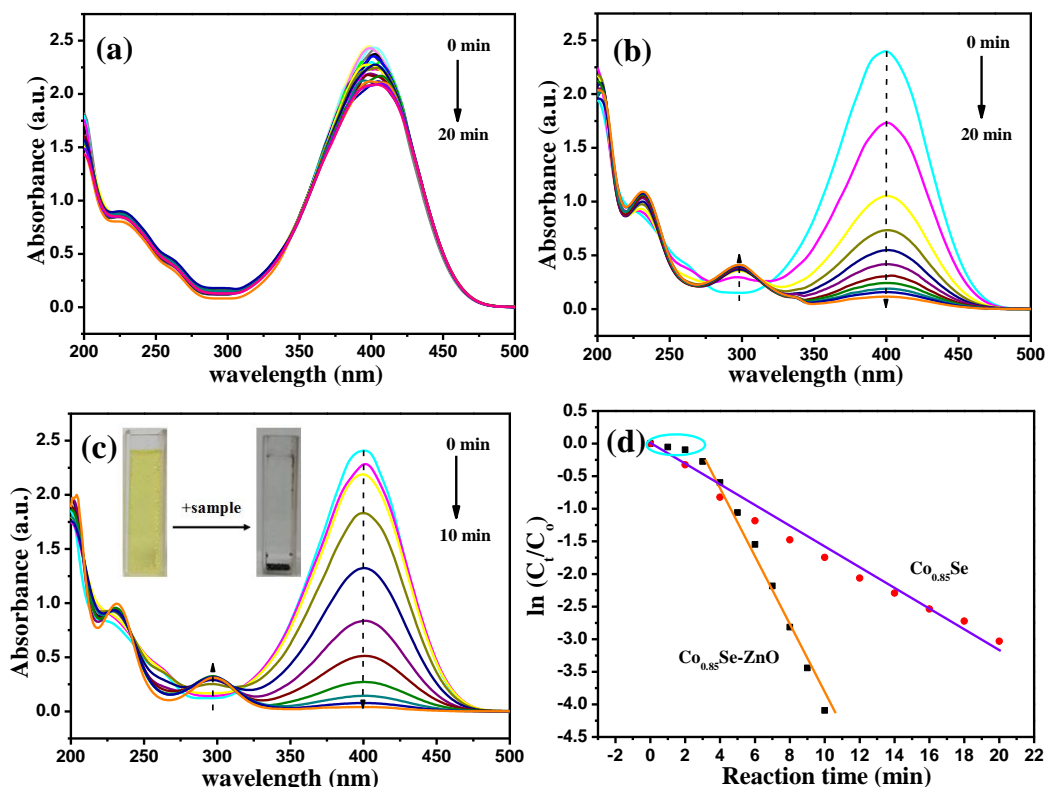 (a)
0 min
20 min
2.5
2.0
1.5
1.0
0.5
0.0
Absorbance (a.u.)
200 250 300 350 400 450 500
wavelength (nm)
(b)
0 min
20 min
2.5
2.0
1.5
1.0
0.5
0.0
Absorbance (a.u.)
200 250 300 350 400 450 500
wavelength (nm)
(c)
+sample
0 min
10 min
2.5
2.0
1.5
1.0
0.5
0.0
Absorbance (a.u.)
200 250 300 350 400 450 500
wavelength (nm)
(d)
0.5
0.0
-0.5
-1.0
-1.5
-2.0
-2.5
-3.0
-3.5
-4.0
-4.5
ln (Ct/Co)
Co0.85Se
Co0.85Se-ZnO
-2 0 2 4 6 8 10 12 14 16 18 20 22
Reaction time (min)